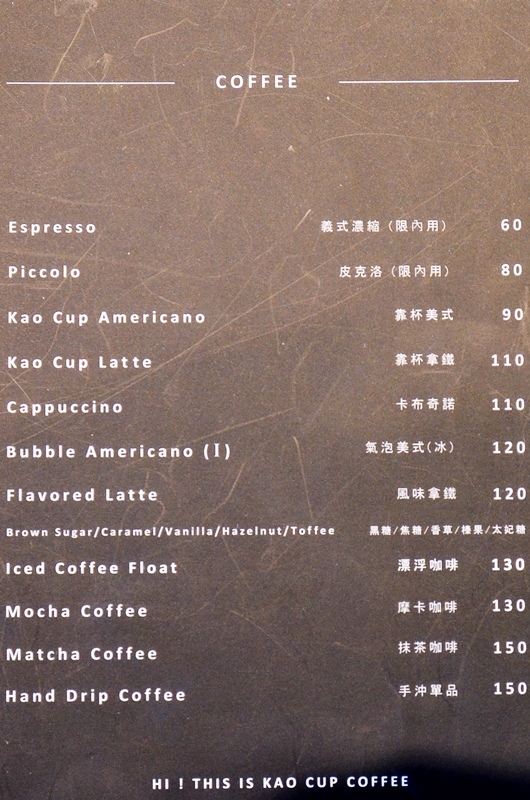 COFFEE
Espresso 義式濃縮（限內用） 60
Piccolo 皮克洛（限內用） 80
Kao Cup Americano 靠杯美式 90
Kao Cup Latte 靠杯拿鐵 110
Cappuccino 卡布奇諾 110
Bubble Americano (I) 氣泡美式(冰) 120
Flavored Latte 風味拿鐵 120
Brown Sugar/Caramel/Vanilla/Hazelnut/Toffee 黑糖/焦糖/香草/榛果/太妃糖
Iced Coffee Float 漂浮咖啡 130
Mocha Coffee 摩卡咖啡 130
Matcha Coffee 抹茶咖啡 150
Hand Drip Coffee 手沖單品 150
HI ! THIS IS KAO CUP COFFEE